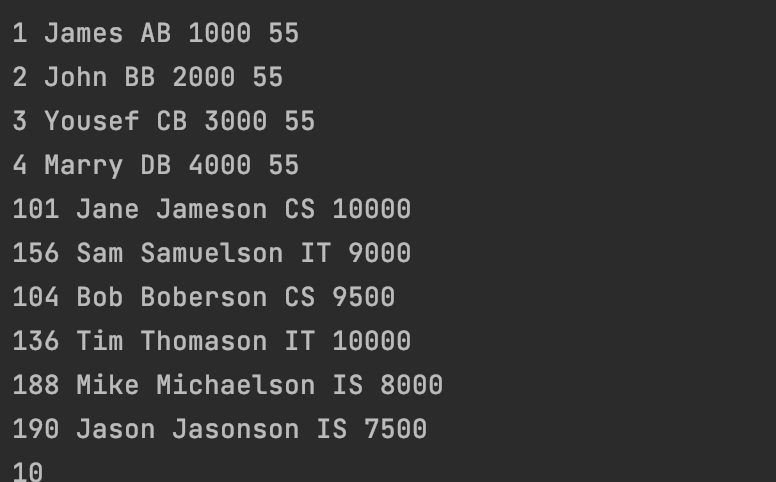 1 James AB 1000 55
2 John BB 2000 55
3 Yousef CB 3000 55
4 Marry DB 4000 55
101 Jane Jameson CS 10000
156 Sam Samuelson IT 9000
104 Bob Boberson CS 9500
136 Tim Thomason IT 10000
188 Mike Michaelson IS 8000
190 Jason Jasonson IS 7500
10